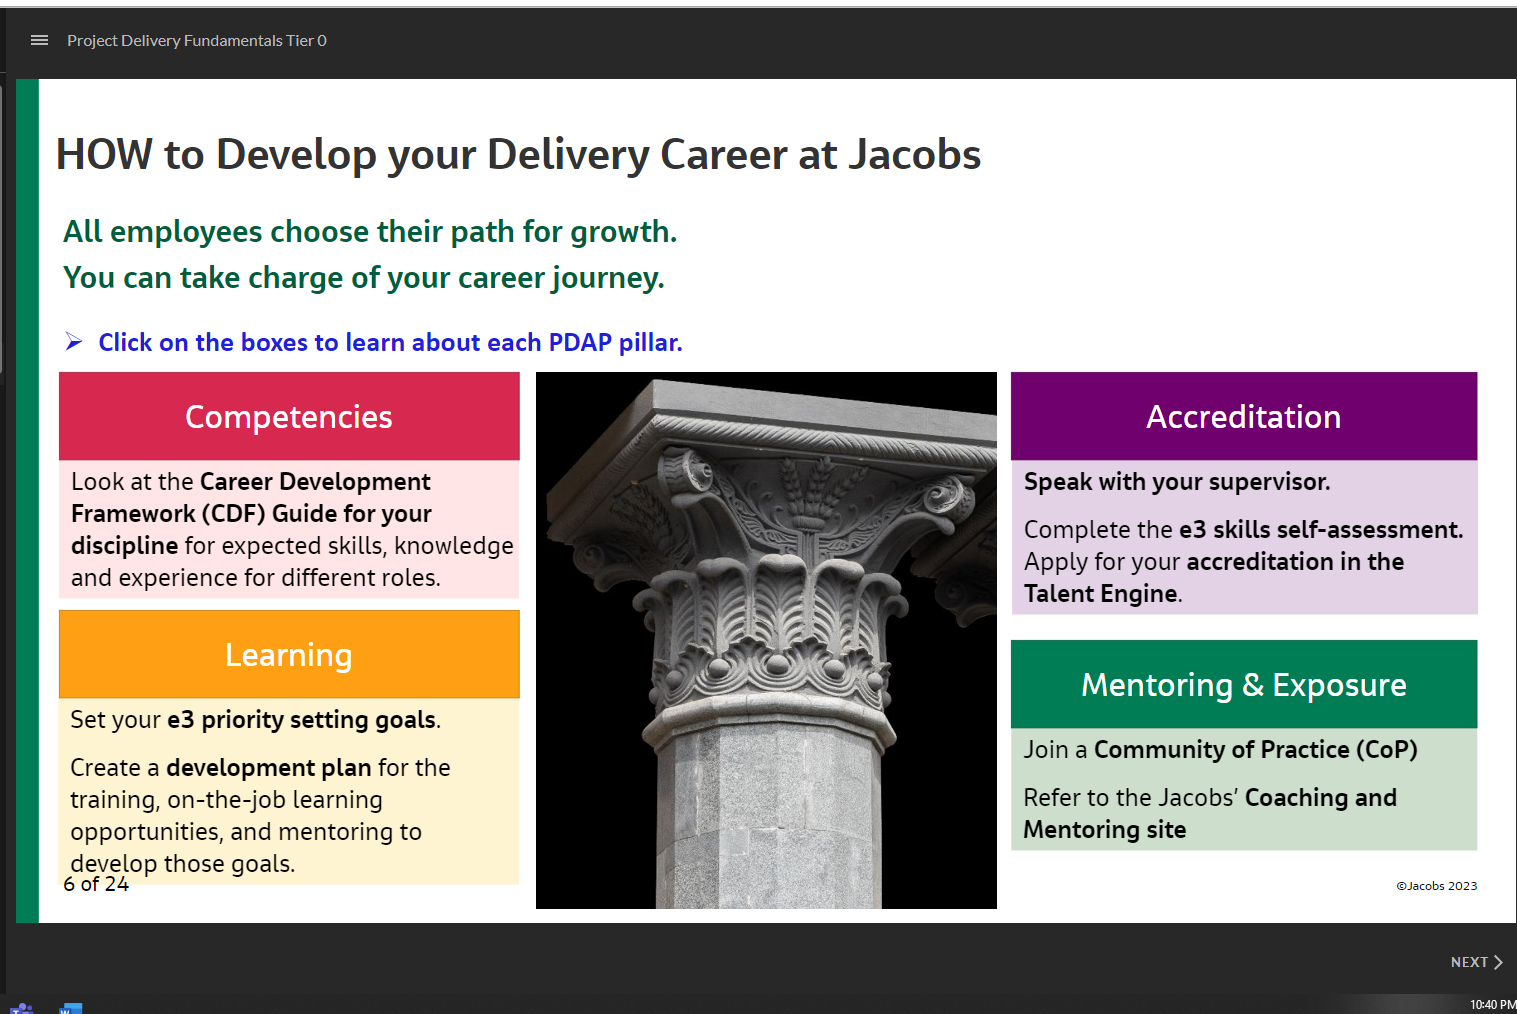 Project Delivery Fundamentals Tier 0
HOW to Develop your Delivery Career at Jacobs
All employees choose their path for growth.
You can take charge of your career journey.
➢ Click on the boxes to learn about each PDAP pillar.
Competencies
Look at the Career Development
Framework (CDF) Guide for your
discipline for expected skills, knowledge
and experience for different roles.
Learning
Set your e3 priority setting goals.
Create a development plan for the
training, on-the-job learning
opportunities, and mentoring to
develop those goals.
Accreditation
Speak with your supervisor.
Complete the e3 skills self-assessment.
Apply for your accreditation in the
Talent Engine.
Mentoring & Exposure
Join a Community of Practice (CoP)
Refer to the Jacobs’ Coaching and
Mentoring site
6 of 24
©Jacobs 2023
NEXT
10:40 PM